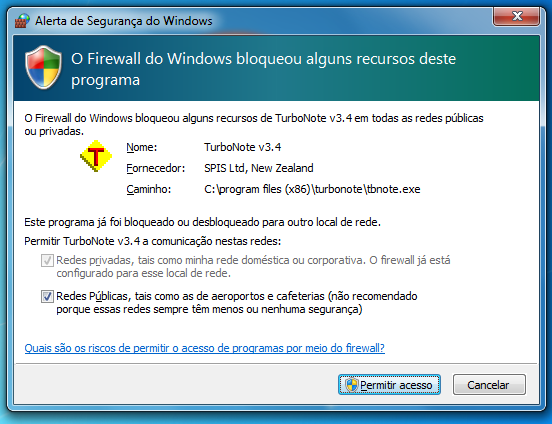 Alerta de Segurança do Windows
O Firewall do Windows bloqueou alguns recursos deste
programa
O Firewall do Windows bloqueou alguns recursos de TurboNote v3.4 em todas as redes públicas
ou privadas.
T
Nome: TurboNote v3.4
Fornecedor: SPIS Ltd, New Zealand
Caminho: C:\program files (x86)\turbonote\tbnote.exe
Este programa já foi bloqueado ou desbloqueado para outro local de rede.
Permitir TurboNote v3.4 a comunicação nestas redes:
Redes privadas, tais como minha rede doméstica ou corporativa. O firewall já está
configurado para esse local de rede.
Redes Públicas, tais como as de aeroportos e cafeterias (não recomendado
porque essas redes sempre têm menos ou nenhuma segurança)
Quais são os riscos de permitir o acesso de programas por meio do firewall?
Permitir acesso Cancelar